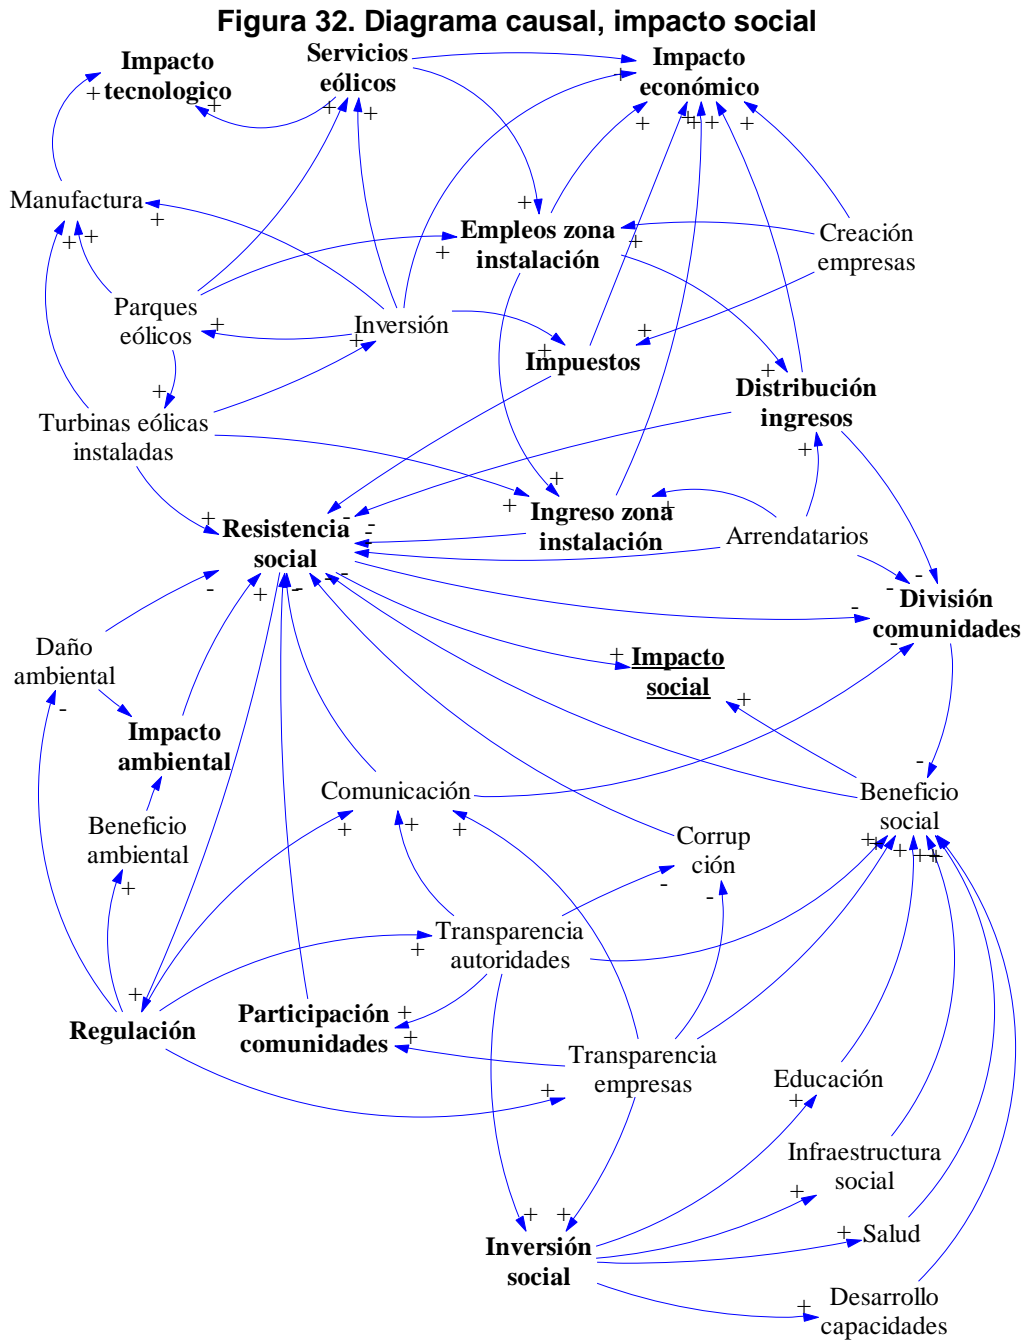 Figura 32. Diagrama causal, impacto social
Impacto
tecnologico
Servicios
eólicos
Impacto
económico
Manufactura
Empleos zona
instalación
Creación
empresas
Parques
eólicos
Inversión
Impuestos
Distribución
ingresos
Turbinas eólicas
instaladas
Resistencia
social
Ingreso zona
instalación
Arrendatarios
División
comunidades
Daño
ambiental
Impacto
social
Impacto
ambiental
Comunicación
Beneficio
social
Beneficio
ambiental
Corrup
ción
Transparencia
autoridades
Regulación
Participación
comunidades
Transparencia
empresas
Educación
Infraestructura
social
Salud
Inversión
social
Desarrollo
capacidades